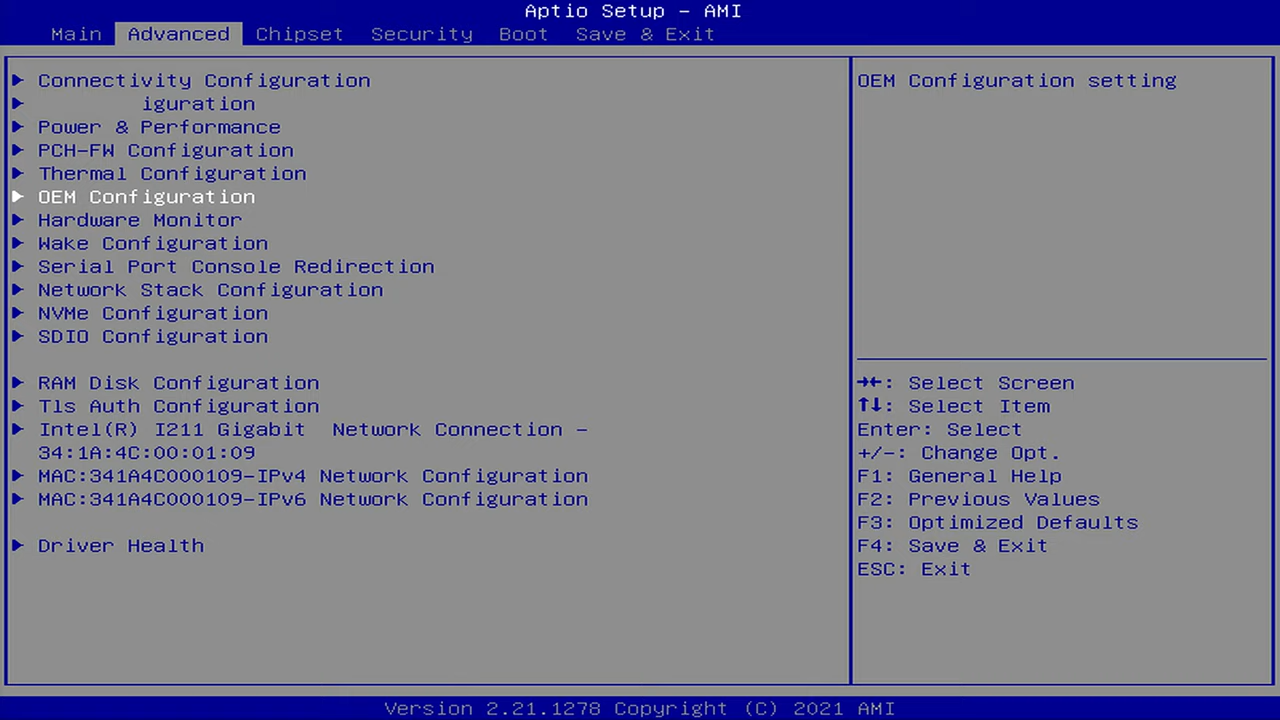 Aptio Setup – AMI
Main Advanced Chipset Security Boot Save & Exit
Connectivity Configuration
iguration
Power & Performance
PCH-FW Configuration
Thermal Configuration
OEM Configuration
Hardware Monitor
Wake Configuration
Serial Port Console Redirection
Network Stack Configuration
NVMe Configuration
SDIO Configuration
RAM Disk Configuration
Tls Auth Configuration
Intel(R) I211 Gigabit  Network Connection –
34:1A:4C:00:01:09
MAC:341A4C000109-IPv4 Network Configuration
MAC:341A4C000109-IPv6 Network Configuration
Driver Health
OEM Configuration setting
→←: Select Screen
↑↓: Select Item
Enter: Select
+/-: Change Opt.
F1: General Help
F2: Previous Values
F3: Optimized Defaults
F4: Save & Exit
ESC: Exit
Version 2.21.1278 Copyright (C) 2021 AMI